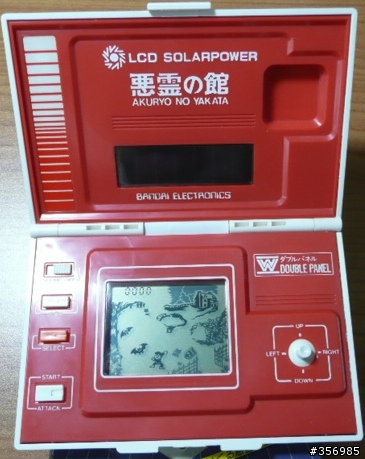 LCD SOLARPOWER
悪霊の館
AKURYO NO YAKATA
BANDAI ELECTRONICS
W ダブルパネル
DOUBLE PANEL
0000
SELECT
START
ATTACK
UP
LEFT
RIGHT
DOWN
#356985